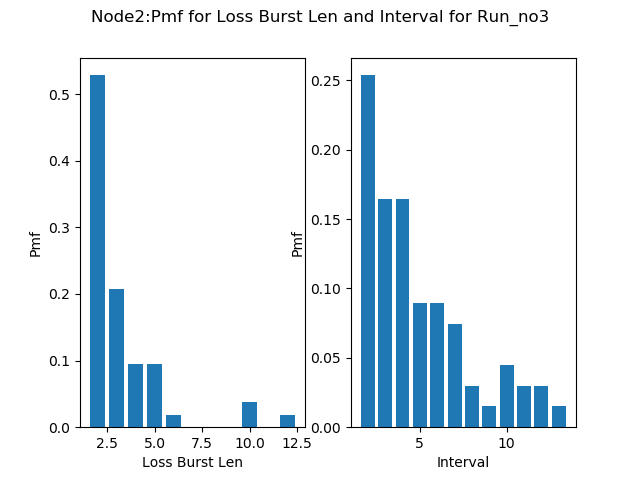 Node2:Pmf for Loss Burst Len and Interval for Run_no3
Pmf
0.5
0.4
0.3
0.2
0.1
0.0
2.5 5.0 7.5 10.0 12.5
Loss Burst Len
Pmf
0.25
0.20
0.15
0.10
0.05
0.00
5 10
Interval